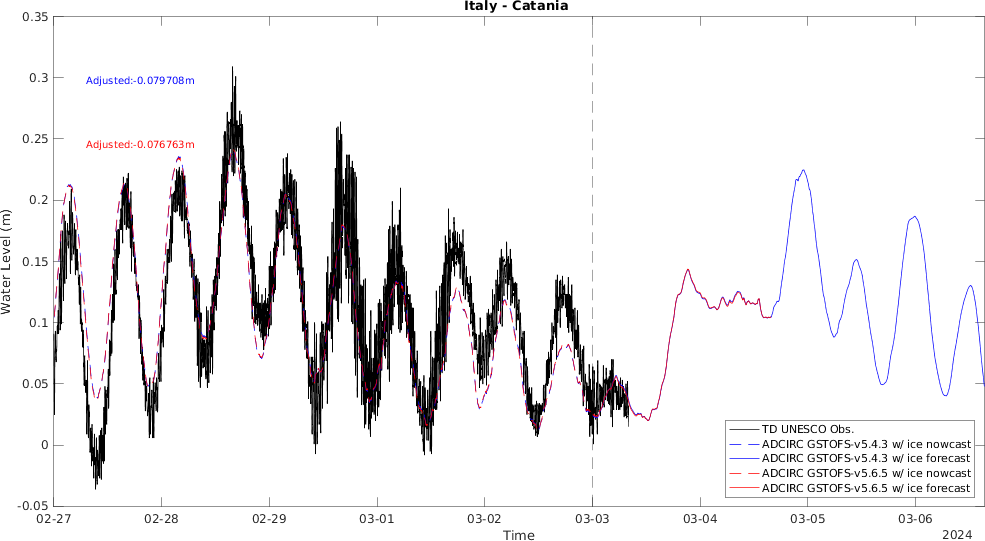 Italy - Catania
0.35
0.3
0.25
0.2
0.15
0.1
0.05
0
-0.05
Water Level (m)
Adjusted:-0.079708m
Adjusted:-0.076763m
TD UNESCO Obs.
ADCIRC GSTOFS-v5.4.3 w/ ice nowcast
ADCIRC GSTOFS-v5.4.3 w/ ice forecast
ADCIRC GSTOFS-v5.6.5 w/ ice nowcast
ADCIRC GSTOFS-v5.6.5 w/ ice forecast
02-27 02-28 02-29 03-01 03-02 03-03 03-04 03-05 03-06
Time
2024